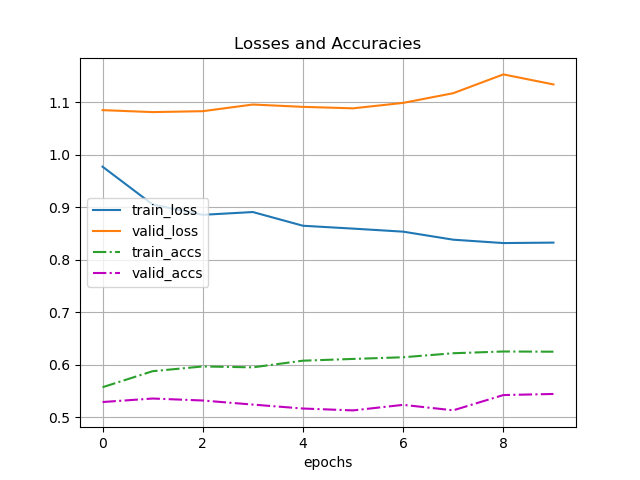 Losses and Accuracies
1.1
1.0
0.9
0.8
0.7
0.6
0.5
train_loss
valid_loss
train_accs
valid_accs
0 2 4 6 8
epochs